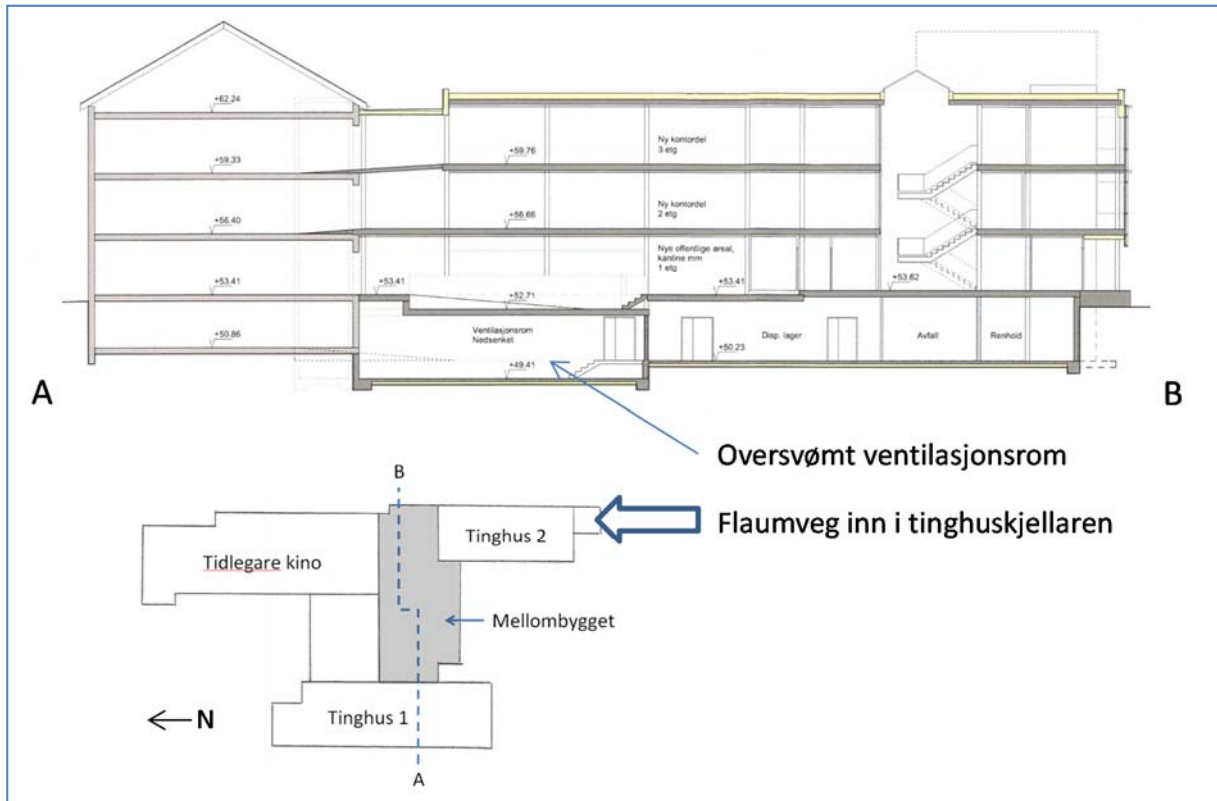 +62.24
+59.33
+59.76
Ny kontordel
3 etg
+56.40
+56.66
Ny kontordel
2 etg
Nye offentlige areal,
kantine mm
1 etg
+53.41
+53.41
+52.71
+53.41
+53.62
+50.86
Ventilasjonsrom
Nedsenket
+49.41
Disp. lager
+50.23
Avfall
Renhold
A
B
Oversvømt ventilasjonsrom
Flaumveg inn i tinghuskjellaren
B
Tidlegare kino
Tinghus 2
Mellombygget
N
Tinghus 1
A